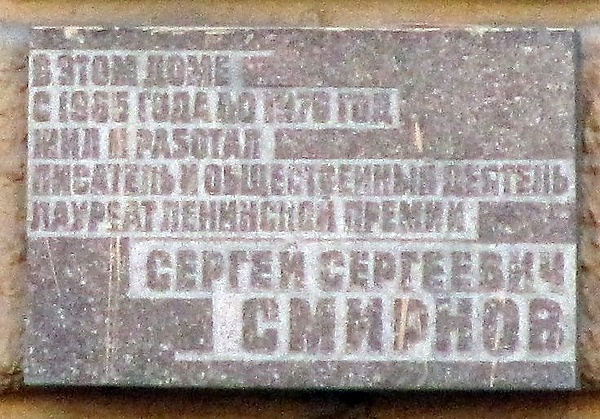 В ЭТОМ ДОМЕ
С 1965 ГОДА ПО 1976 ГОД
ЖИЛ И РАБОТАЛ
ПИСАТЕЛЬ И ОБЩЕСТВЕННЫЙ ДЕЯТЕЛЬ
ЛАУРЕАТ ЛЕНИНСКОЙ ПРЕМИИ
СЕРГЕЙ СЕРГЕЕВИЧ
СМИРНОВ